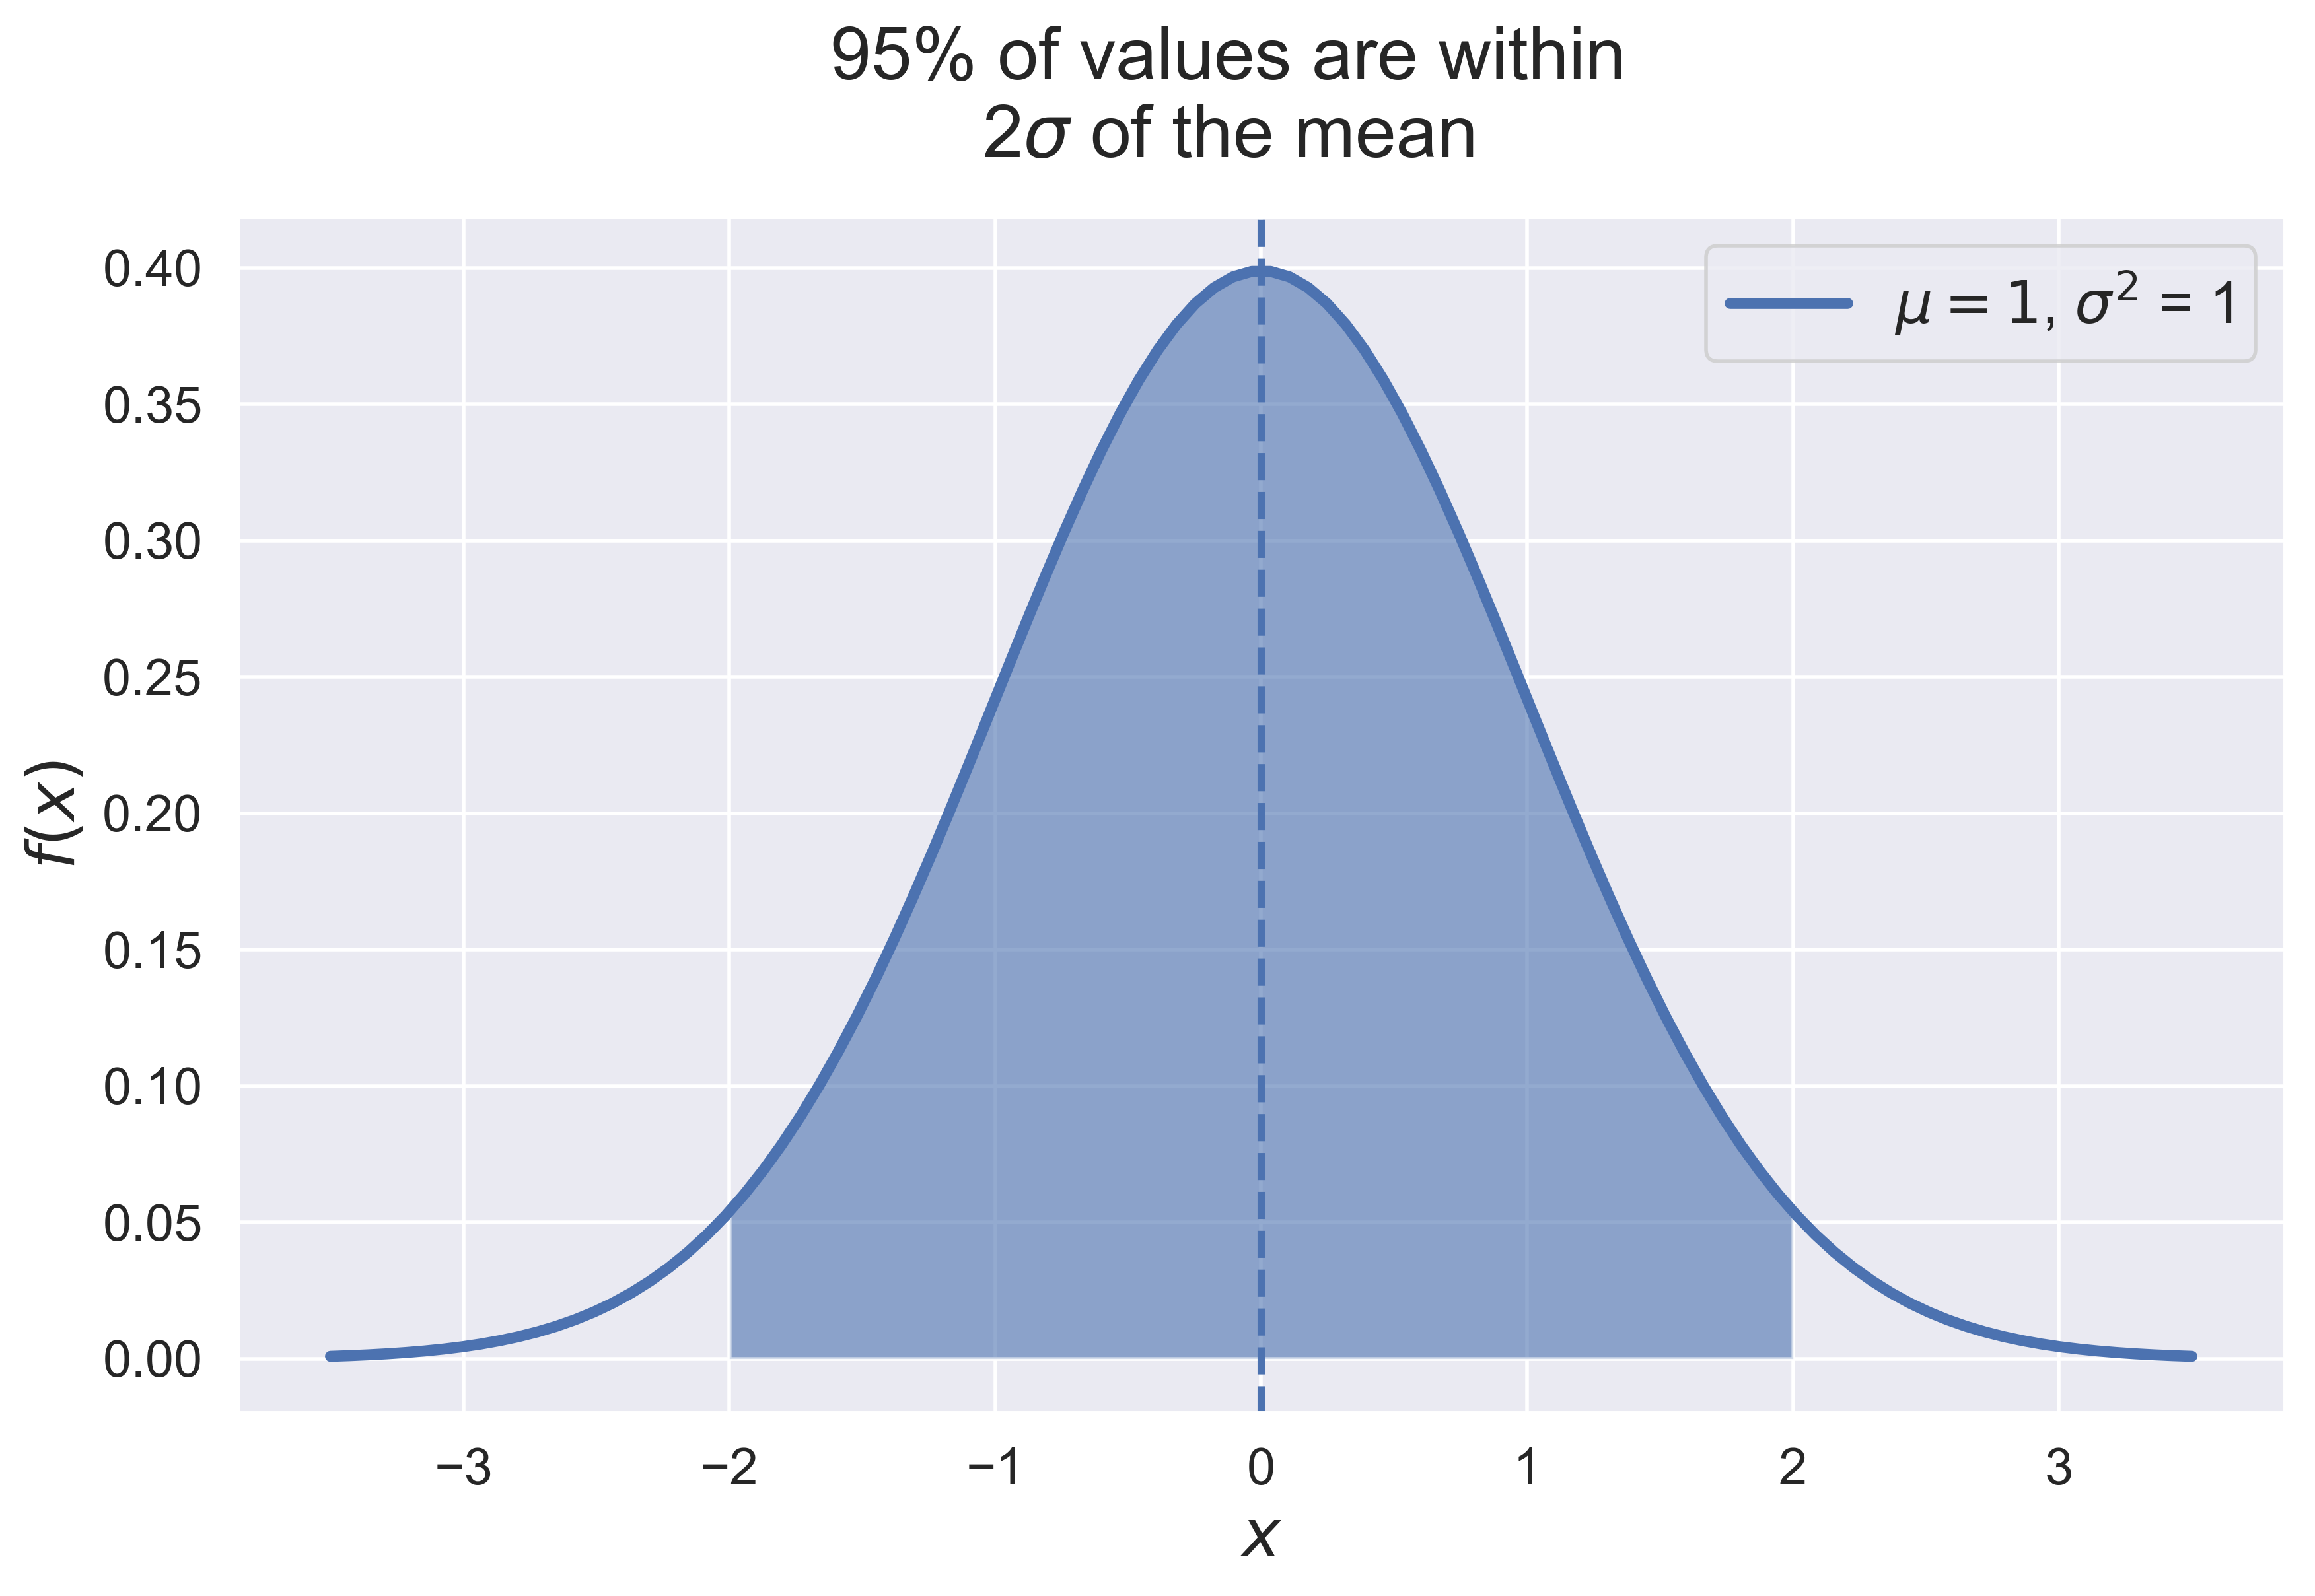 95% of values are within
2σ of the mean
μ = 1, σ² = 1
0.40
0.35
0.30
0.25
0.20
0.15
0.10
0.05
0.00
f(x)
−3 −2 −1 0 1 2 3
x